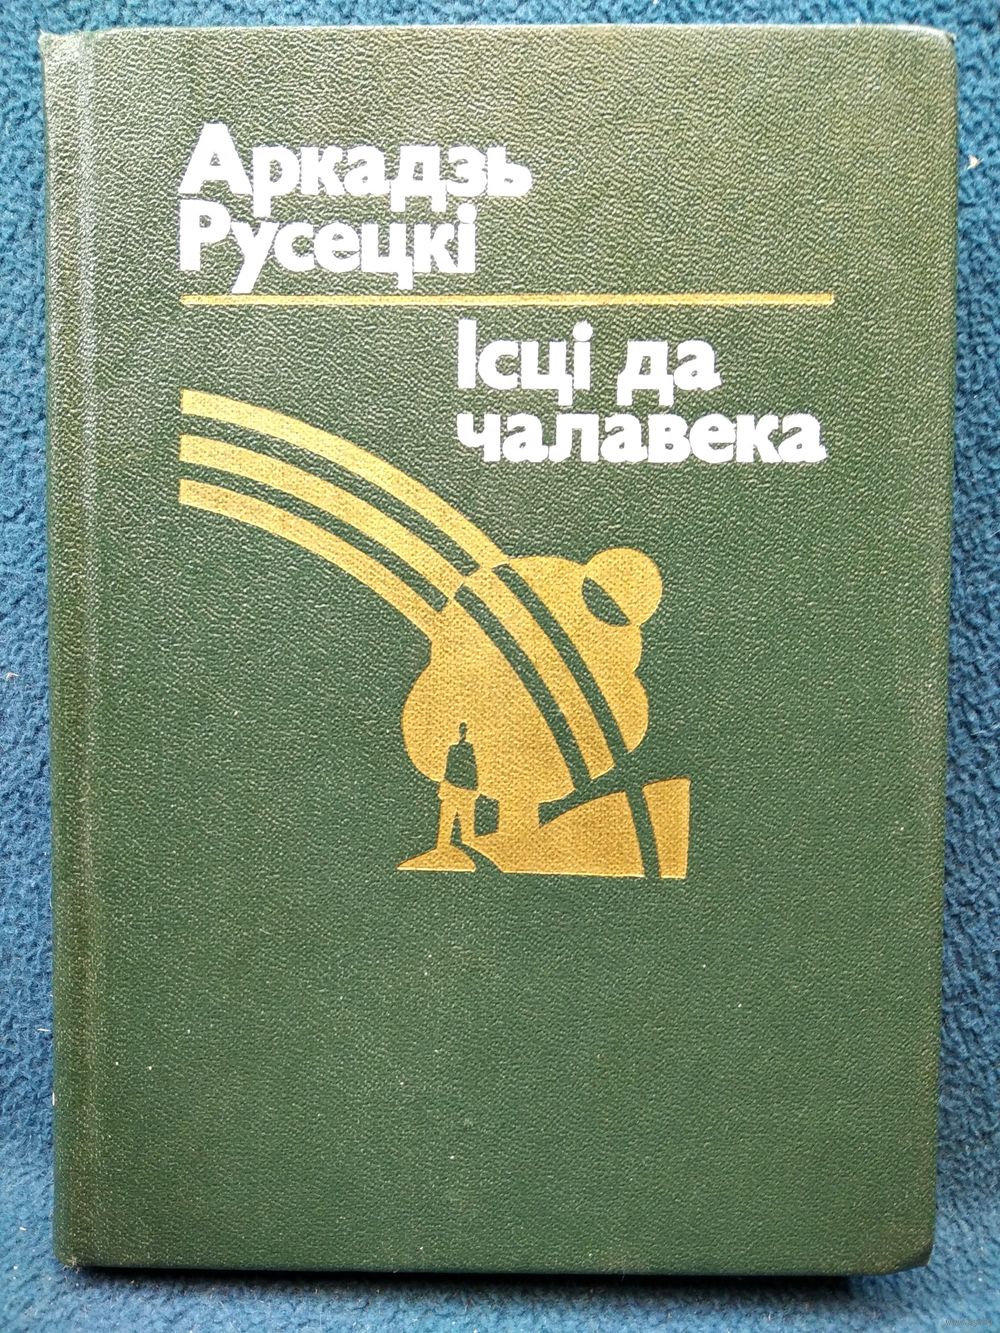 Аркадзь
Русецкі
Ісці да
чалавека